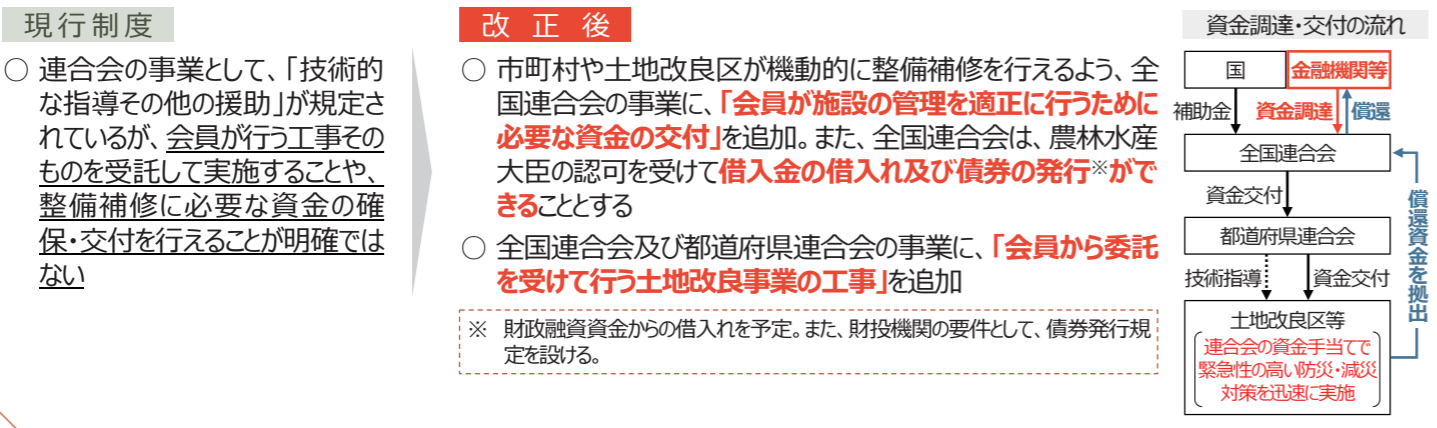 現行制度
○ 連合会の事業として、「技術的
な指導その他の援助」が規定さ
れているが、会員が行う工事その
ものを受託して実施することや、
整備補修に必要な資金の確
保・交付を行えることが明確では
ない
改正後
○ 市町村や土地改良区が機動的に整備補修を行えるよう、全
国連合会の事業に、「会員が施設の管理を適正に行うために
必要な資金の交付」を追加。また、全国連合会は、農林水産
大臣の認可を受けて借入金の借入れ及び債券の発行※がで
きることとする
○ 全国連合会及び都道府県連合会の事業に、「会員から委託
を受けて行う土地改良事業の工事」を追加
※ 財政融資資金からの借入れを予定。また、財投機関の要件として、債券発行規
定を設ける。
資金調達・交付の流れ
国
金融機関等
補助金
資金調達
償還
全国連合会
資金交付
都道府県連合会
技術指導
資金交付
土地改良区等
連合会の資金手当てで
緊急性の高い防災・減災
対策を迅速に実施
償還資金を拠出